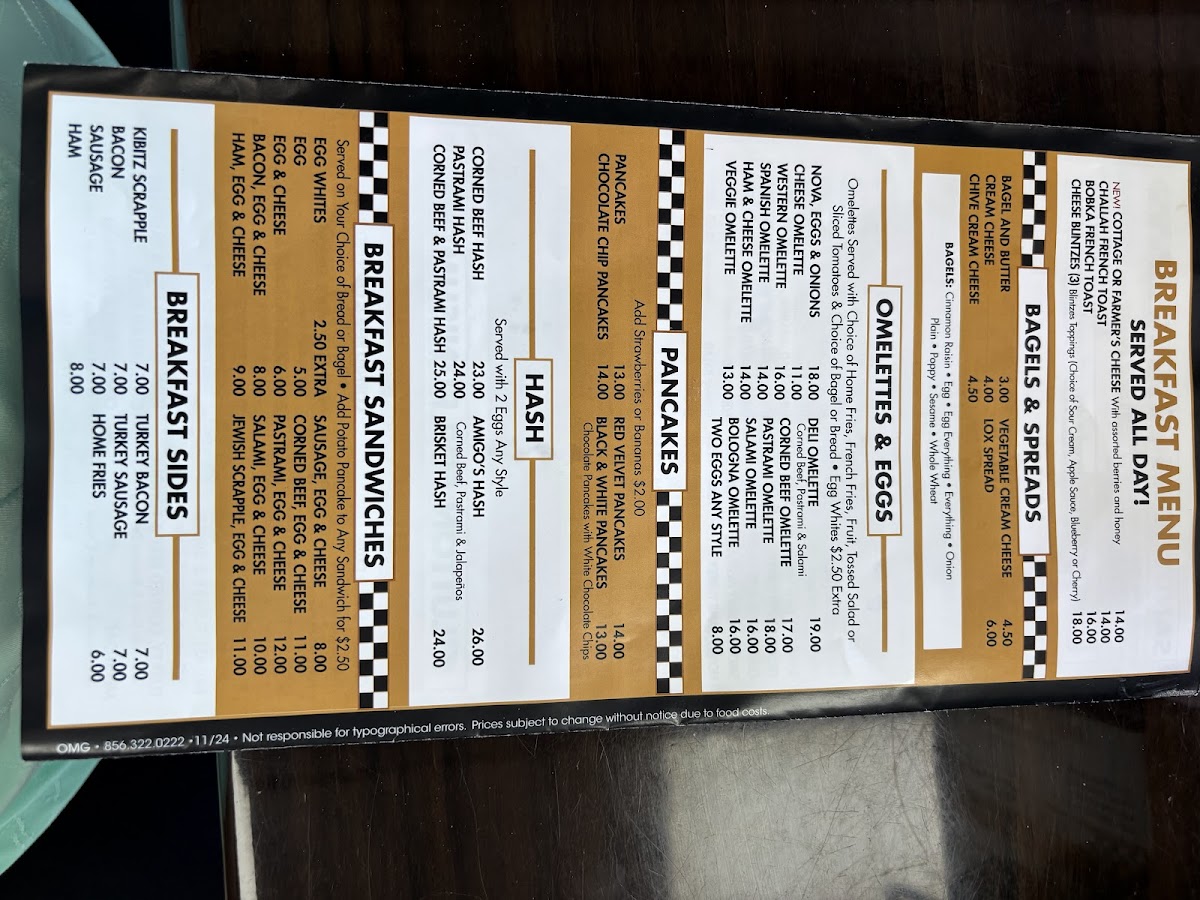 BREAKFAST MENU
SERVED ALL DAY!
NEW! COTTAGE OR FARMER'S CHEESE With assorted berries and honey 14.00
CHALLAH FRENCH TOAST 14.00
BOBKA FRENCH TOAST 16.00
CHEESE BLINTZES (3) Blintzes Toppings (Choice of Sour Cream, Apple Sauce, Blueberry or Cherry) 18.00
BAGELS & SPREADS
BAGEL AND BUTTER 3.00 VEGETABLE CREAM CHEESE 4.50
CREAM CHEESE 4.00 LOX SPREAD 6.00
CHIVE CREAM CHEESE 4.50
BAGELS: Cinnamon Raisin • Egg • Egg Everything • Everything • Onion
Plain • Poppy • Sesame • Whole Wheat
OMELETTES & EGGS
Omelettes Served with Choice of Home Fries, French Fries, Fruit, Tossed Salad or
Sliced Tomatoes & Choice of Bagel or Bread • Egg Whites $2.50 Extra
NOVA, EGGS & ONIONS 18.00 DELI OMELETTE 19.00
CHEESE OMELETTE 11.00 Corned Beef, Pastrami & Salami
WESTERN OMELETTE 16.00 CORNED BEEF OMELETTE 17.00
SPANISH OMELETTE 14.00 PASTRAMI OMELETTE 18.00
HAM & CHEESE OMELETTE 14.00 SALAMI OMELETTE 16.00
VEGGIE OMELETTE 13.00 BOLOGNA OMELETTE 16.00
TWO EGGS ANY STYLE 8.00
PANCAKES
Add Strawberries or Bananas $2.00
PANCAKES 13.00 RED VELVET PANCAKES 14.00
CHOCOLATE CHIP PANCAKES 14.00 BLACK & WHITE PANCAKES 13.00
Chocolate Pancakes with White Chocolate Chips
HASH
Served with 2 Eggs Any Style
CORNED BEEF HASH 23.00 AMIGO'S HASH 26.00
PASTRAMI HASH 24.00 Corned Beef, Pastrami & Jalapeños
CORNED BEEF & PASTRAMI HASH 25.00 BRISKET HASH 24.00
BREAKFAST SANDWICHES
Served on Your Choice of Bread or Bagel • Add Potato Pancake to Any Sandwich for $2.50
EGG WHITES 2.50 EXTRA SAUSAGE, EGG & CHEESE 8.00
EGG 5.00 CORNED BEEF, EGG & CHEESE 11.00
EGG & CHEESE 6.00 PASTRAMI, EGG & CHEESE 12.00
BACON, EGG & CHEESE 8.00 SALAMI, EGG & CHEESE 10.00
HAM, EGG & CHEESE 9.00 JEWISH SCRAPPLE, EGG & CHEESE 11.00
BREAKFAST SIDES
KIBITZ SCRAPPLE 7.00 TURKEY BACON 7.00
BACON 7.00 TURKEY SAUSAGE 7.00
SAUSAGE 7.00 HOME FRIES 6.00
HAM 8.00
OMG • 856.322.0222 • 11/24 • Not responsible for typographical errors. Prices subject to change without notice due to food costs.